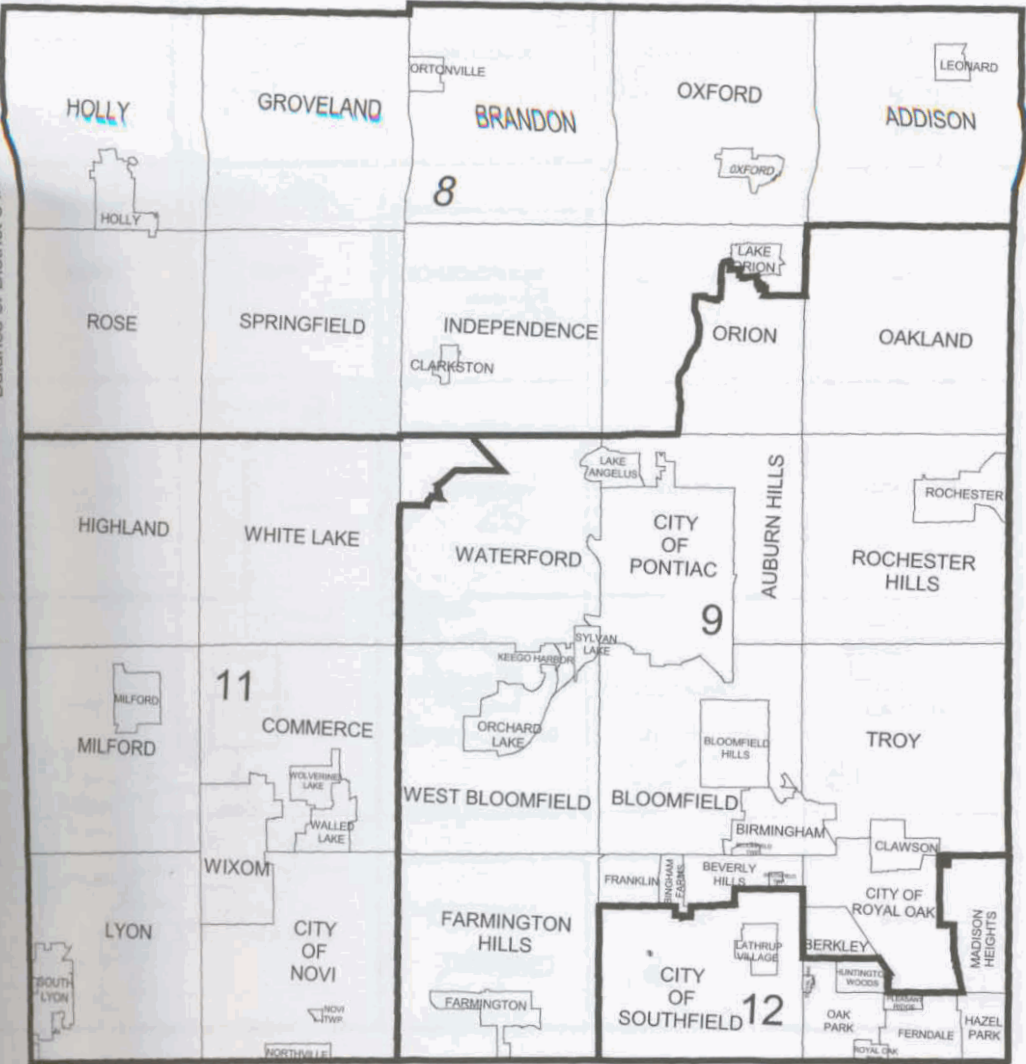 ORTONVILLE
LEONARD
HOLLY
GROVELAND
BRANDON
OXFORD
ADDISON
OXFORD
8
HOLLY
LAKE
ORION
ROSE
SPRINGFIELD
INDEPENDENCE
ORION
OAKLAND
CLARKSTON
LAKE
ANGELUS
HIGHLAND
WHITE LAKE
WATERFORD
CITY
OF
PONTIAC
AUBURN HILLS
ROCHESTER
ROCHESTER
HILLS
9
SYLVAN
LAKE
KEEGO HARBOR
11
MILFORD
MILFORD
COMMERCE
ORCHARD
LAKE
BLOOMFIELD
HILLS
TROY
WOLVERINE
LAKE
WALLED
LAKE
WEST BLOOMFIELD
BLOOMFIELD
BIRMINGHAM
CLAWSON
WIXOM
FRANKLIN
BINGHAM
FARMS
BEVERLY
HILLS
CITY OF
ROYAL OAK
LYON
CITY
OF
NOVI
FARMINGTON
HILLS
LATHRUP
VILLAGE
BERKLEY
MADISON
HEIGHTS
SOUTH
LYON
NOVI
TWP.
FARMINGTON
CITY
OF
SOUTHFIELD
12
HUNTINGTON
WOODS
PLEASANT
RIDGE
OAK
PARK
FERNDALE
HAZEL
PARK
NORTHVILLE
ROYAL OAK